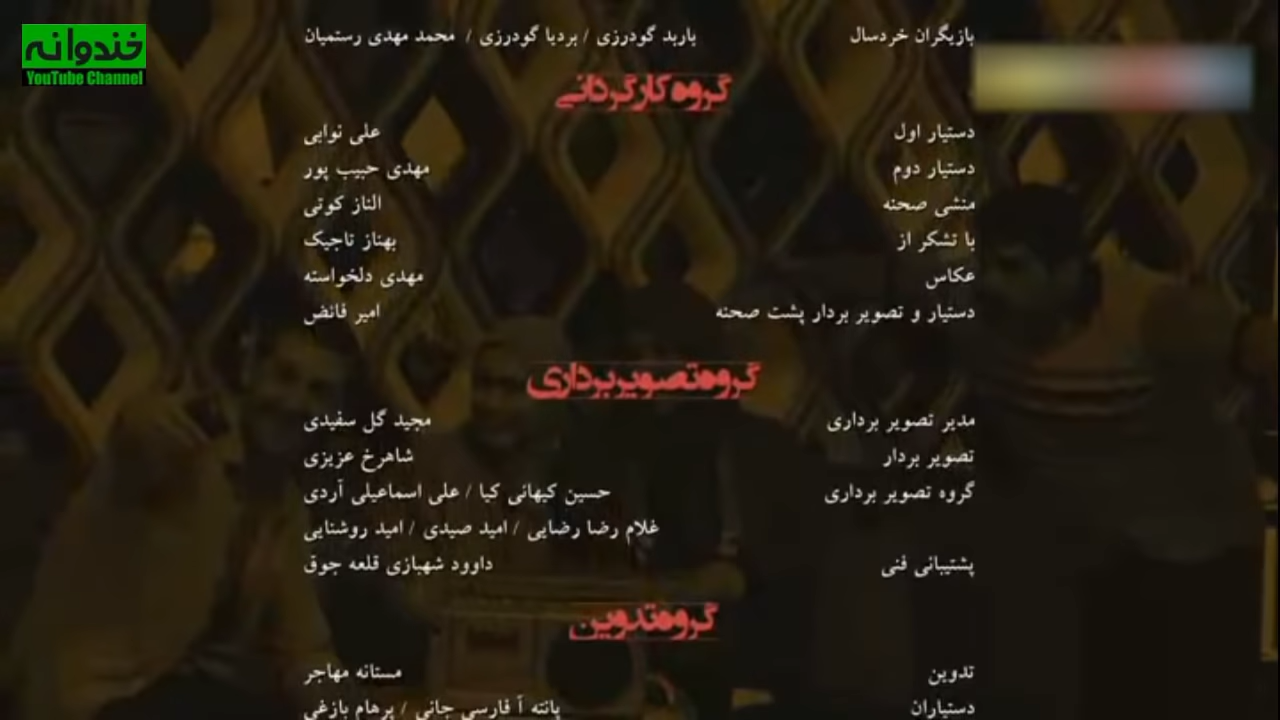 خندوانه
YouTube Channel
بازیگران خردسال باربد گودرزی / بردیا گودرزی / محمد مهدی رستمیان
گروه کارگردانی
دستیار اول علی نوایی
دستیار دوم مهدی حبیب پور
منشی صحنه الناز کوتی
با تشکر از بهناز تاجیک
عکاس مهدی دلخواسته
دستیار و تصویر بردار پشت صحنه امیر فائض
گروه تصویربرداری
مدیر تصویر برداری مجید گل سفیدی
تصویر بردار شاهرخ عزیزی
گروه تصویر برداری حسین کیهانی کیا / علی اسماعیلی آردی
غلام رضا رضایی / امید صیدی / امید روشنایی
پشتیبانی فنی داوود شهبازی قلعه جوق
گروه تدوین
تدوین مستانه مهاجر
دستیاران پانته آ فارسی جانی / پرهام بازغی